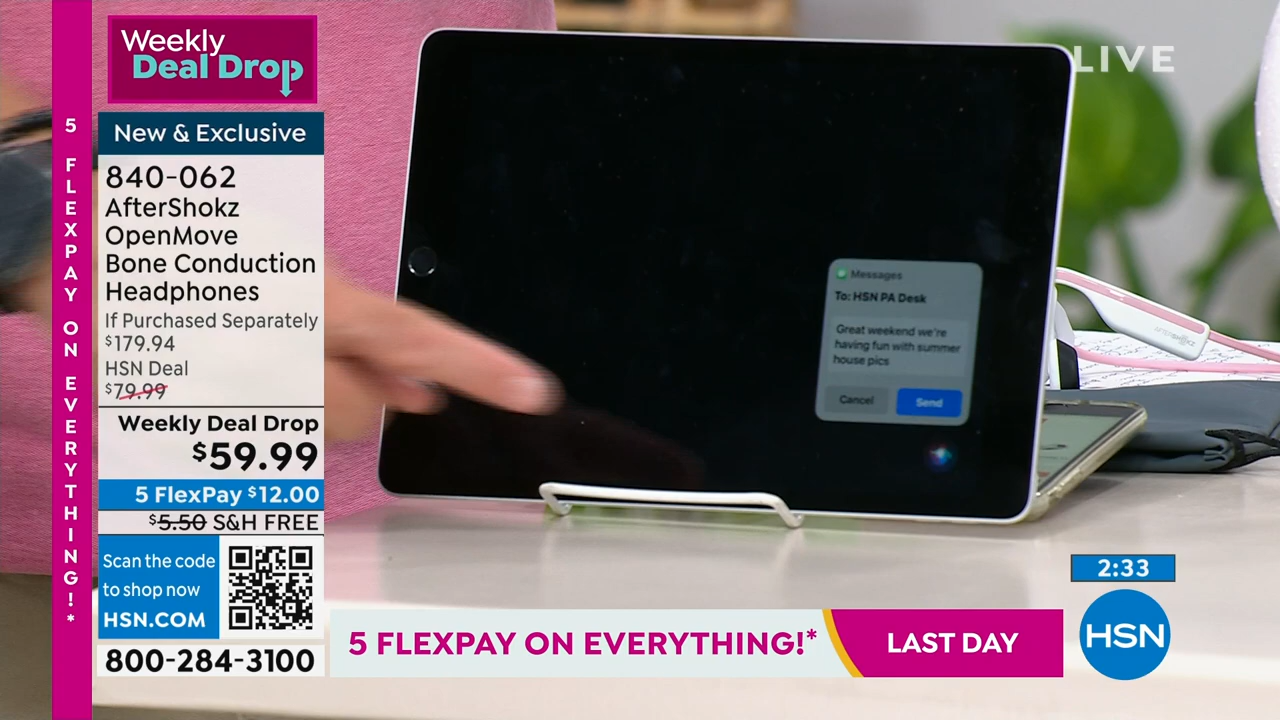 5 FLEXPAY ON EVERYTHING!*
Weekly
Deal Drop
New & Exclusive
840-062
AfterShokz
OpenMove
Bone Conduction
Headphones
If Purchased Separately
$179.94
HSN Deal
$79.99
Weekly Deal Drop
$59.99
5 FlexPay $12.00
$5.50 S&H FREE
Scan the code
to shop now
HSN.COM
800-284-3100
LIVE
Messages
To: HSN PA Desk
Great weekend we're
having fun with summer
house pics
Cancel
Send
AFTERSHOKZ
2:33
5 FLEXPAY ON EVERYTHING!*
LAST DAY
HSN